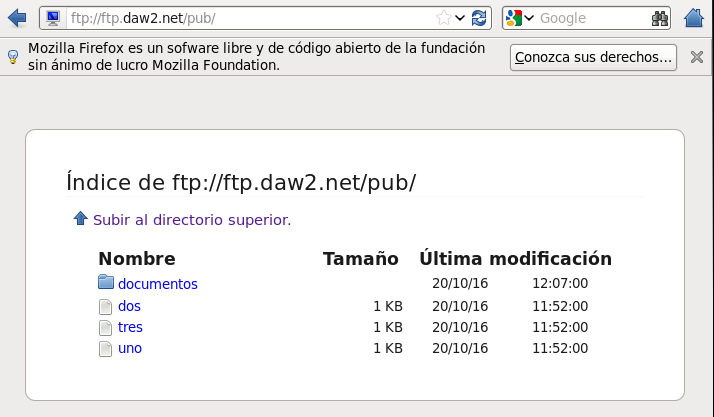 ftp://ftp.daw2.net/pub/
Google
Mozilla Firefox es un sofware libre y de código abierto de la fundación
sin ánimo de lucro Mozilla Foundation.
Conozca sus derechos...
Índice de ftp://ftp.daw2.net/pub/
Subir al directorio superior.
Nombre Tamaño Última modificación
documentos 20/10/16 12:07:00
dos 1 KB 20/10/16 11:52:00
tres 1 KB 20/10/16 11:52:00
uno 1 KB 20/10/16 11:52:00